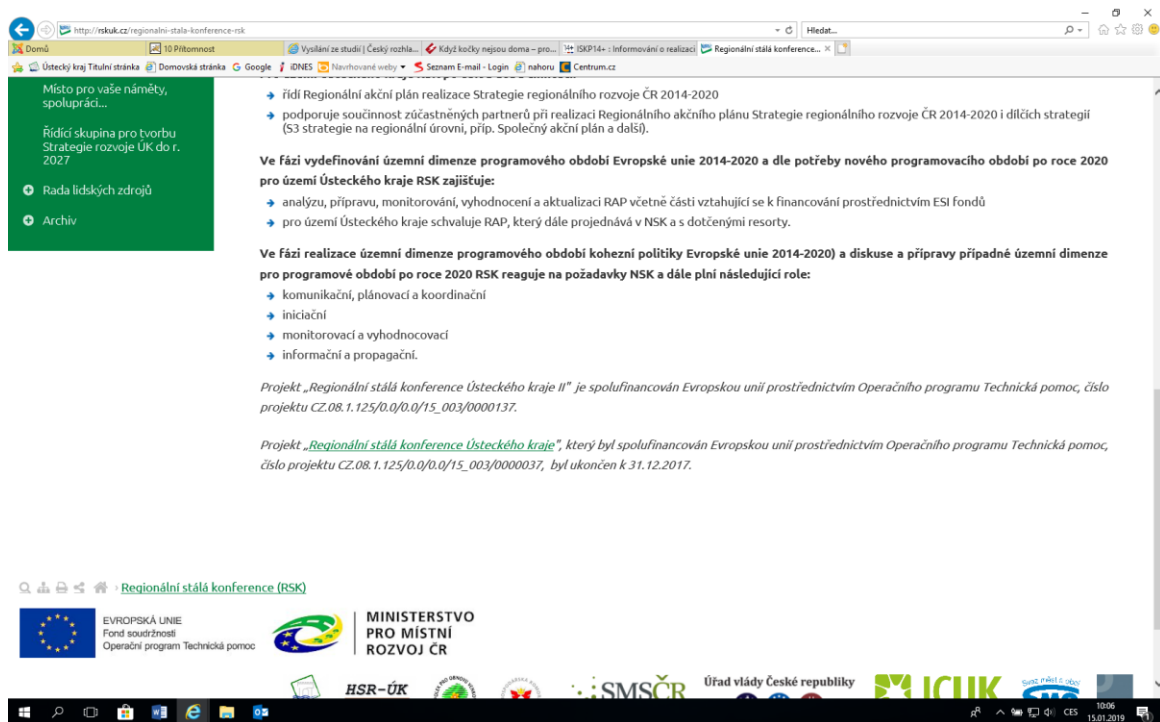 http://rskuk.cz/regionalni-stala-konference-rsk
Hledat...
Domů
10 Přítomnost
Vysílání ze studií | Český rozhla...
Když kočky nejsou doma – pro...
ISKP14+ : Informování o realizaci
Regionální stálá konference...
Ústecký kraj Titulní stránka
Domovská stránka
Google
iDNES
Navrhované weby
Seznam E-mail - Login
nahoru
Centrum.cz
Místo pro vaše náměty,
spolupráci...
Řídící skupina pro tvorbu
Strategie rozvoje ÚK do r.
2027
Rada lidských zdrojů
Archiv
řídí Regionální akční plán realizace Strategie regionálního rozvoje ČR 2014-2020
podporuje součinnost zúčastněných partnerů při realizaci Regionálního akčního plánu Strategie regionálního rozvoje ČR 2014-2020 i dílčích strategií
(S3 strategie na regionální úrovni, příp. Společný akční plán a další).
Ve fázi vydefinování územní dimenze programového období Evropské unie 2014-2020 a dle potřeby nového programovacího období po roce 2020
pro území Ústeckého kraje RSK zajišťuje:
analýzu, přípravu, monitorování, vyhodnocení a aktualizaci RAP včetně části vztahující se k financování prostřednictvím ESI fondů
pro území Ústeckého kraje schvaluje RAP, který dále projednává v NSK a s dotčenými resorty.
Ve fázi realizace územní dimenze programového období kohezní politiky Evropské unie 2014-2020) a diskuse a přípravy případné územní dimenze
pro programové období po roce 2020 RSK reaguje na požadavky NSK a dále plní následující role:
komunikační, plánovací a koordinační
iniciační
monitorovací a vyhodnocovací
informační a propagační.
Projekt „Regionální stálá konference Ústeckého kraje II" je spolufinancován Evropskou unií prostřednictvím Operačního programu Technická pomoc, číslo
projektu CZ.08.1.125/0.0/0.0/15_003/0000137.
Projekt „Regionální stálá konference Ústeckého kraje", který byl spolufinancován Evropskou unií prostřednictvím Operačního programu Technická pomoc,
číslo projektu CZ.08.1.125/0.0/0.0/15_003/0000037, byl ukončen k 31.12.2017.
Regionální stálá konference (RSK)
EVROPSKÁ UNIE
Fond soudržnosti
Operační program Technická pomoc
MINISTERSTVO
PRO MÍSTNÍ
ROZVOJ ČR
HSR-ÚK
SMSČR
Úřad vlády České republiky
ICUK
Svaz měst a obcí
CES
10:06
15.01.2019